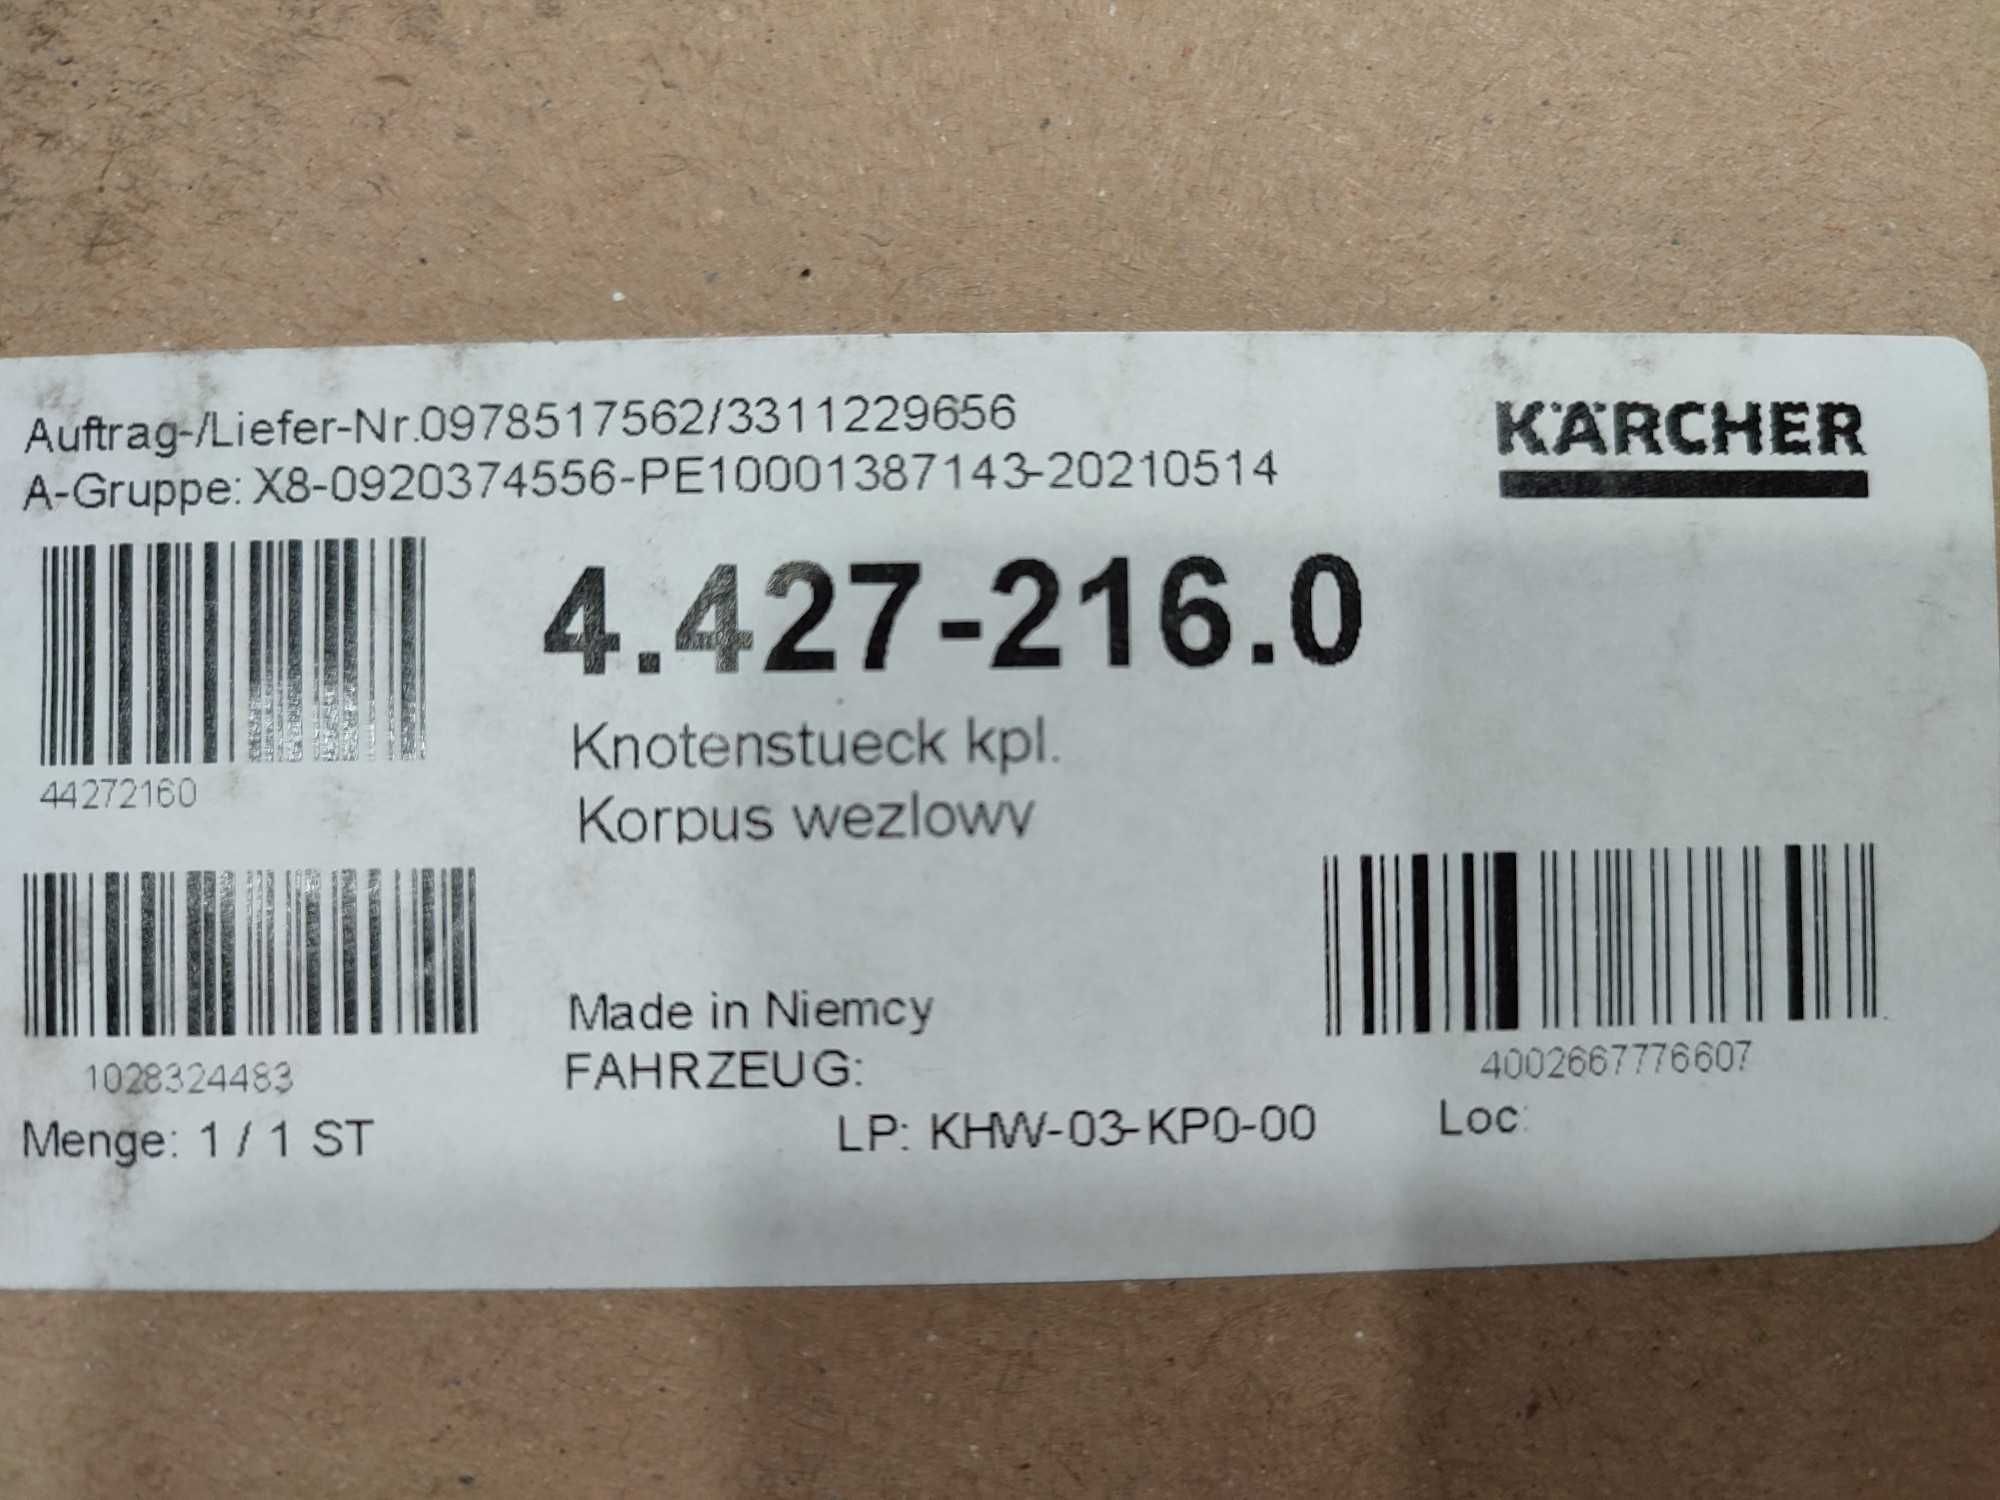 Auftrag-/Liefer-Nr.0978517562/3311229656
A-Gruppe: X8-0920374556-PE10001387143-20210514
KÄRCHER
4.427-216.0
44272160
Knotenstueck kpl.
Korpus wezlowy
1028324483
Made in Niemcy
FAHRZEUG:
4002667776607
Menge: 1 / 1 ST
LP: KHW-03-KP0-00
Loc: